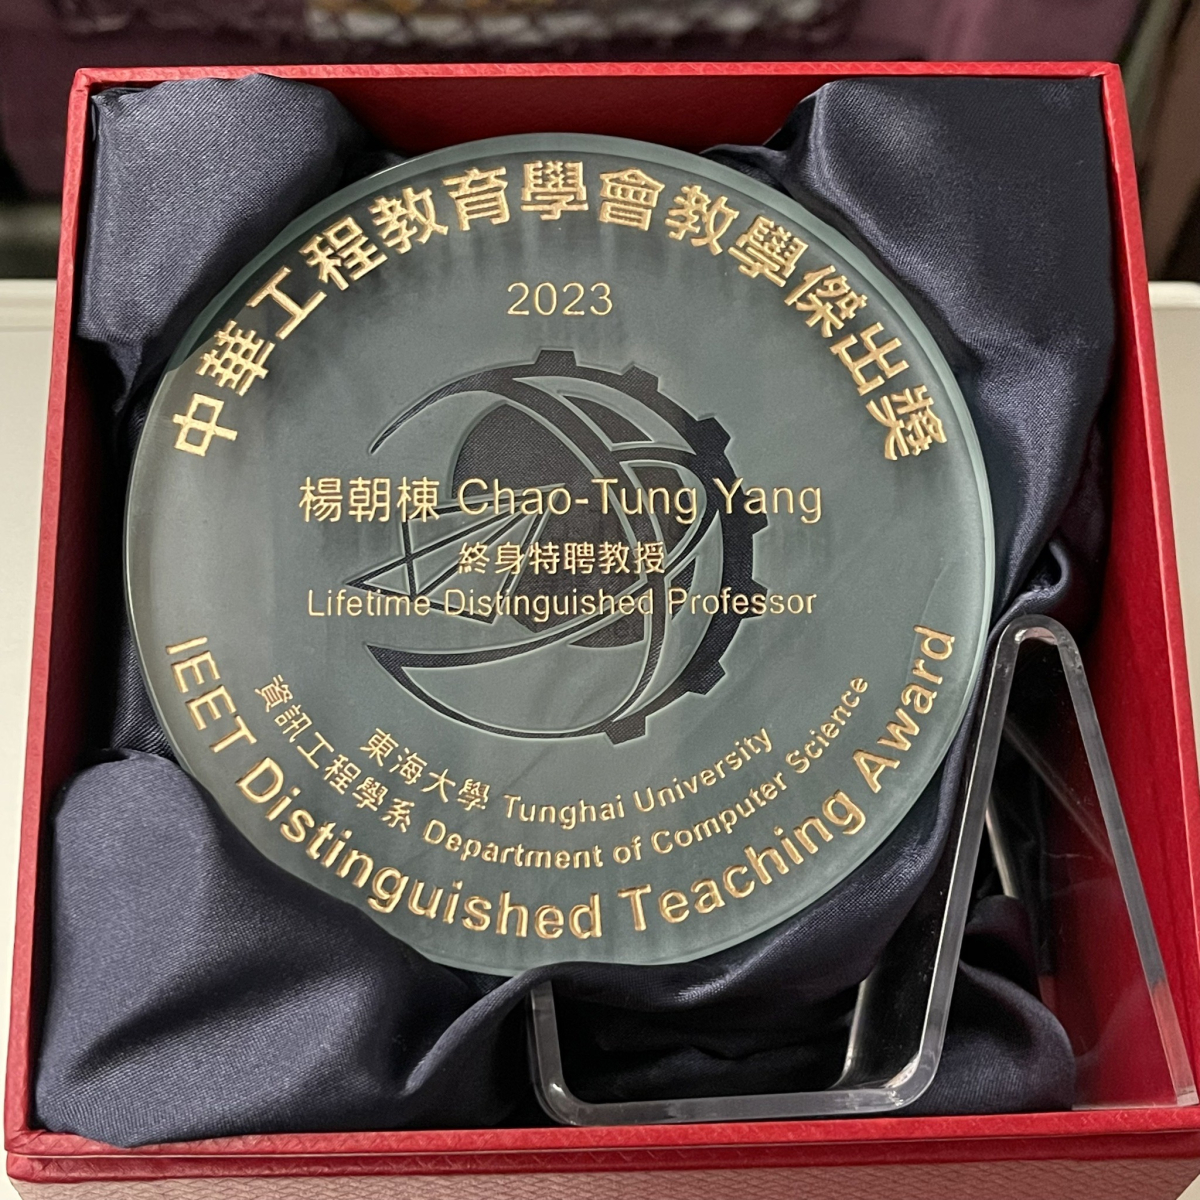 中華工程教育學會教學傑出獎
2023
楊朝棟 Chao-Tung Yang
終身特聘教授
Lifetime Distinguished Professor
東海大學 Tunghai University
資訊工程學系 Department of Computer Science
IEET Distinguished Teaching Award